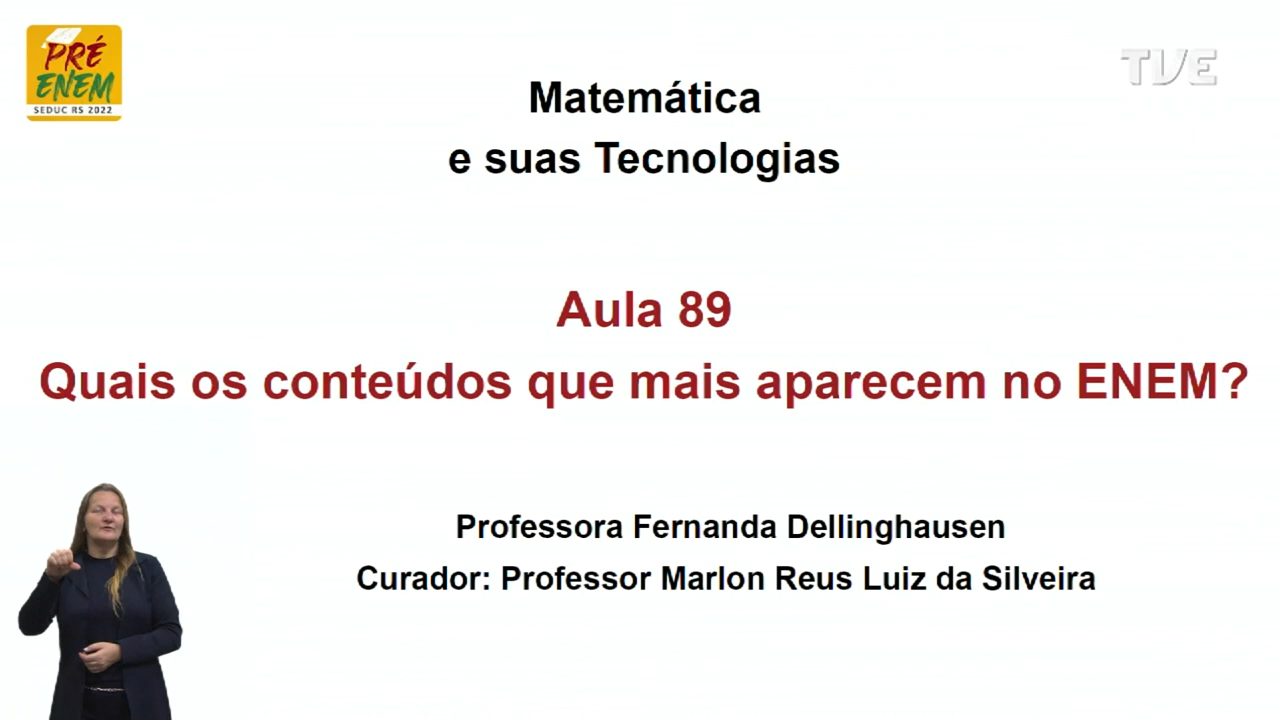 PRÉ
ENEM
SEDUC RS 2022
TVE
Matemática
e suas Tecnologias
Aula 89
Quais os conteúdos que mais aparecem no ENEM?
Professora Fernanda Dellinghausen
Curador: Professor Marlon Reus Luiz da Silveira